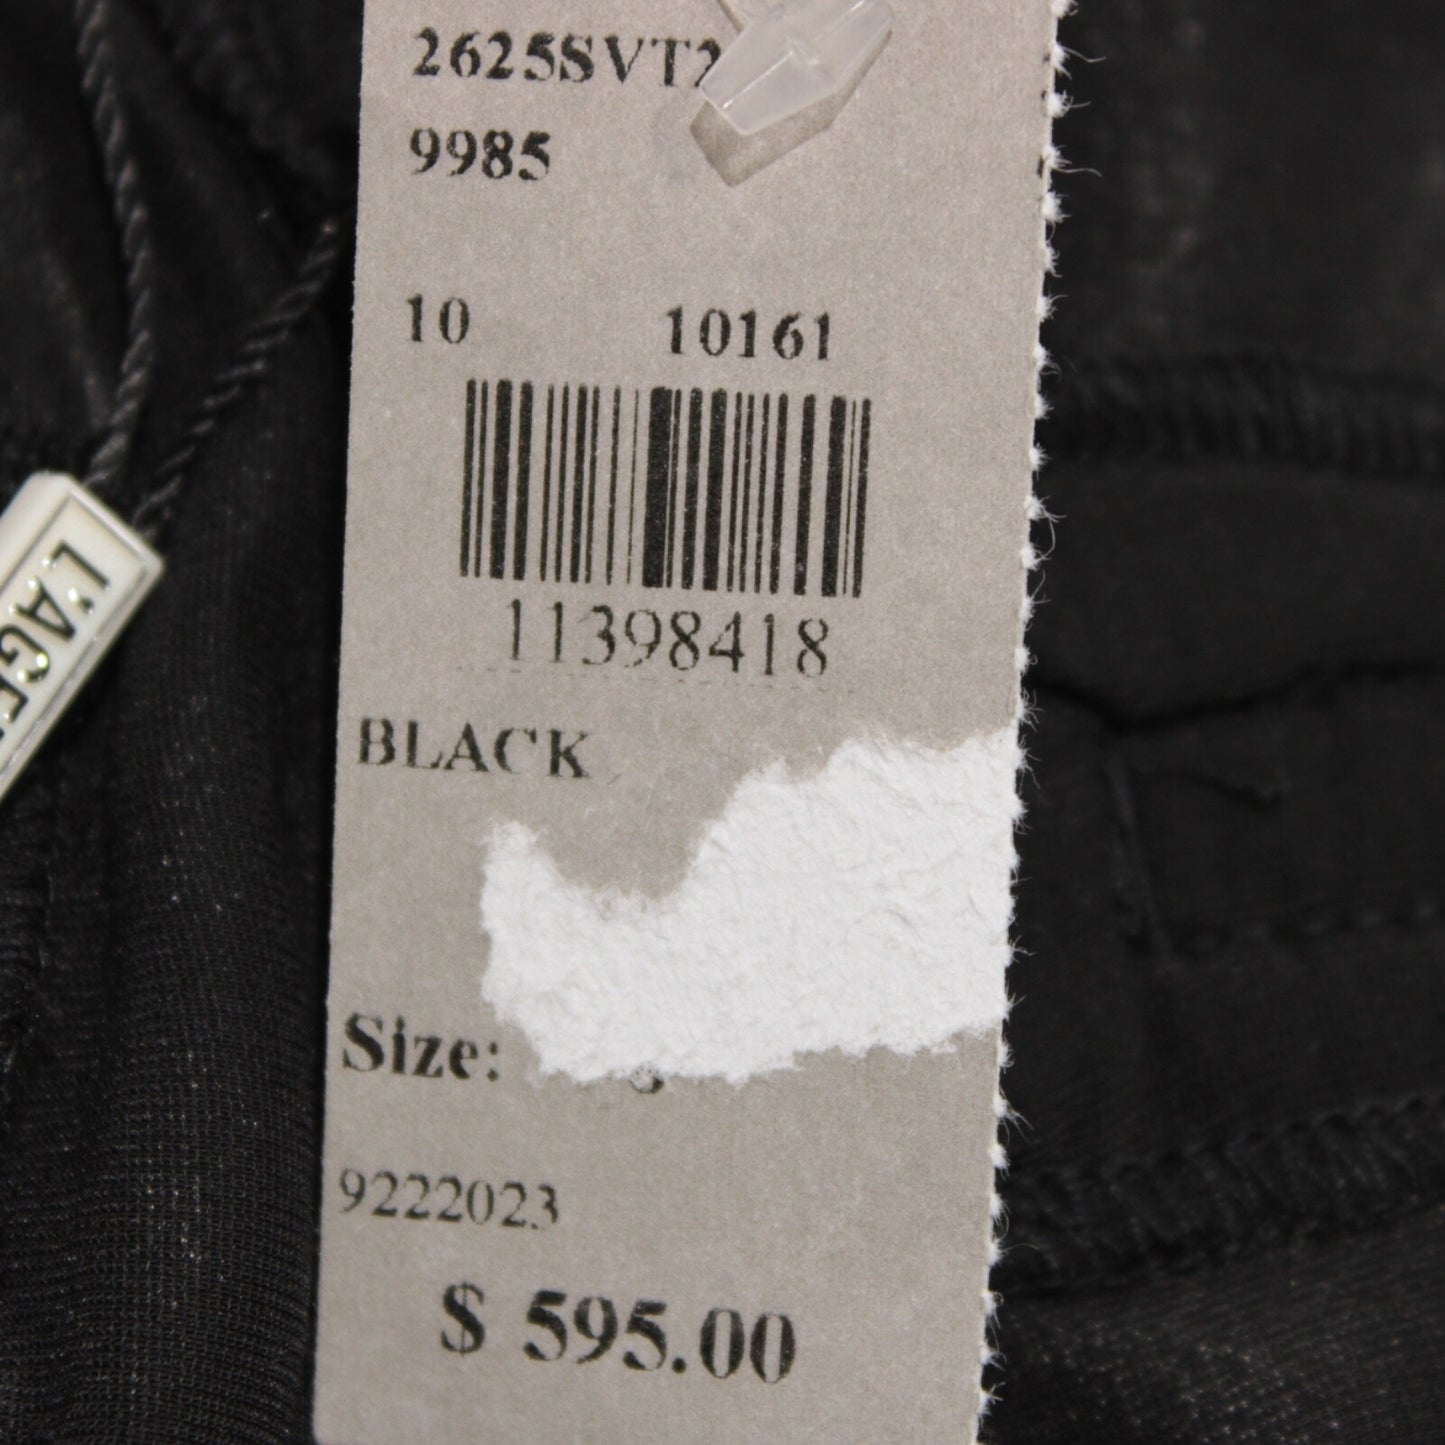 2625SVT2
9985
10 10161
11398418
BLACK
Size:
9222023
$ 595.00
L'AGE